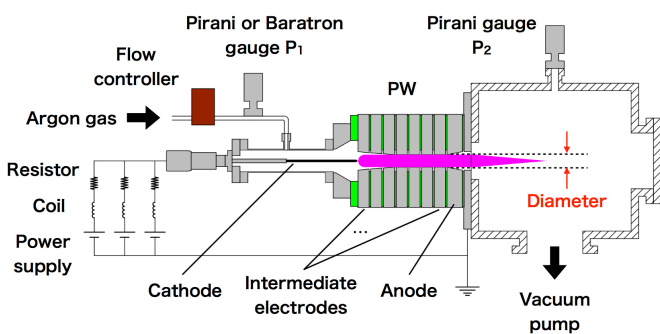 Pirani or Baratron
gauge P1
Pirani gauge
P2
Flow
controller
PW
Argon gas
Resistor
Coil
Power
supply
Diameter
...
Cathode
Intermediate
electrodes
Anode
Vacuum
pump